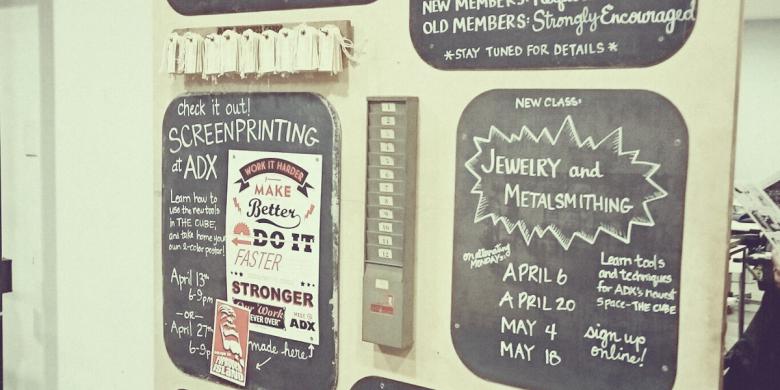 NEW MEMBERS:
OLD MEMBERS: Strongly Encouraged
*STAY TUNED FOR DETAILS*
check it out!
SCREENPRINTING
at ADX
Learn how to
use the new tools
in THE CUBE,
and take home your
own 2-color poster!
April 13th
6-9pm
-OR-
April 27th
6-9p
WORK IT HARDER
MAKE
Better
DO IT
FASTER
STRONGER
Our Work
EVER OVER
MADE @
ADX
made here↑
1
2
3
4
5
6
7
8
9
10
11
12
NEW CLASS:
JEWELRY and
METALSMITHING
on alternating
MONDAYS:
APRIL 6
APRIL 20
MAY 4
MAY 18
Learn tools
and techniques
for ADX's newest
space-THE CUBE
sign up
online!